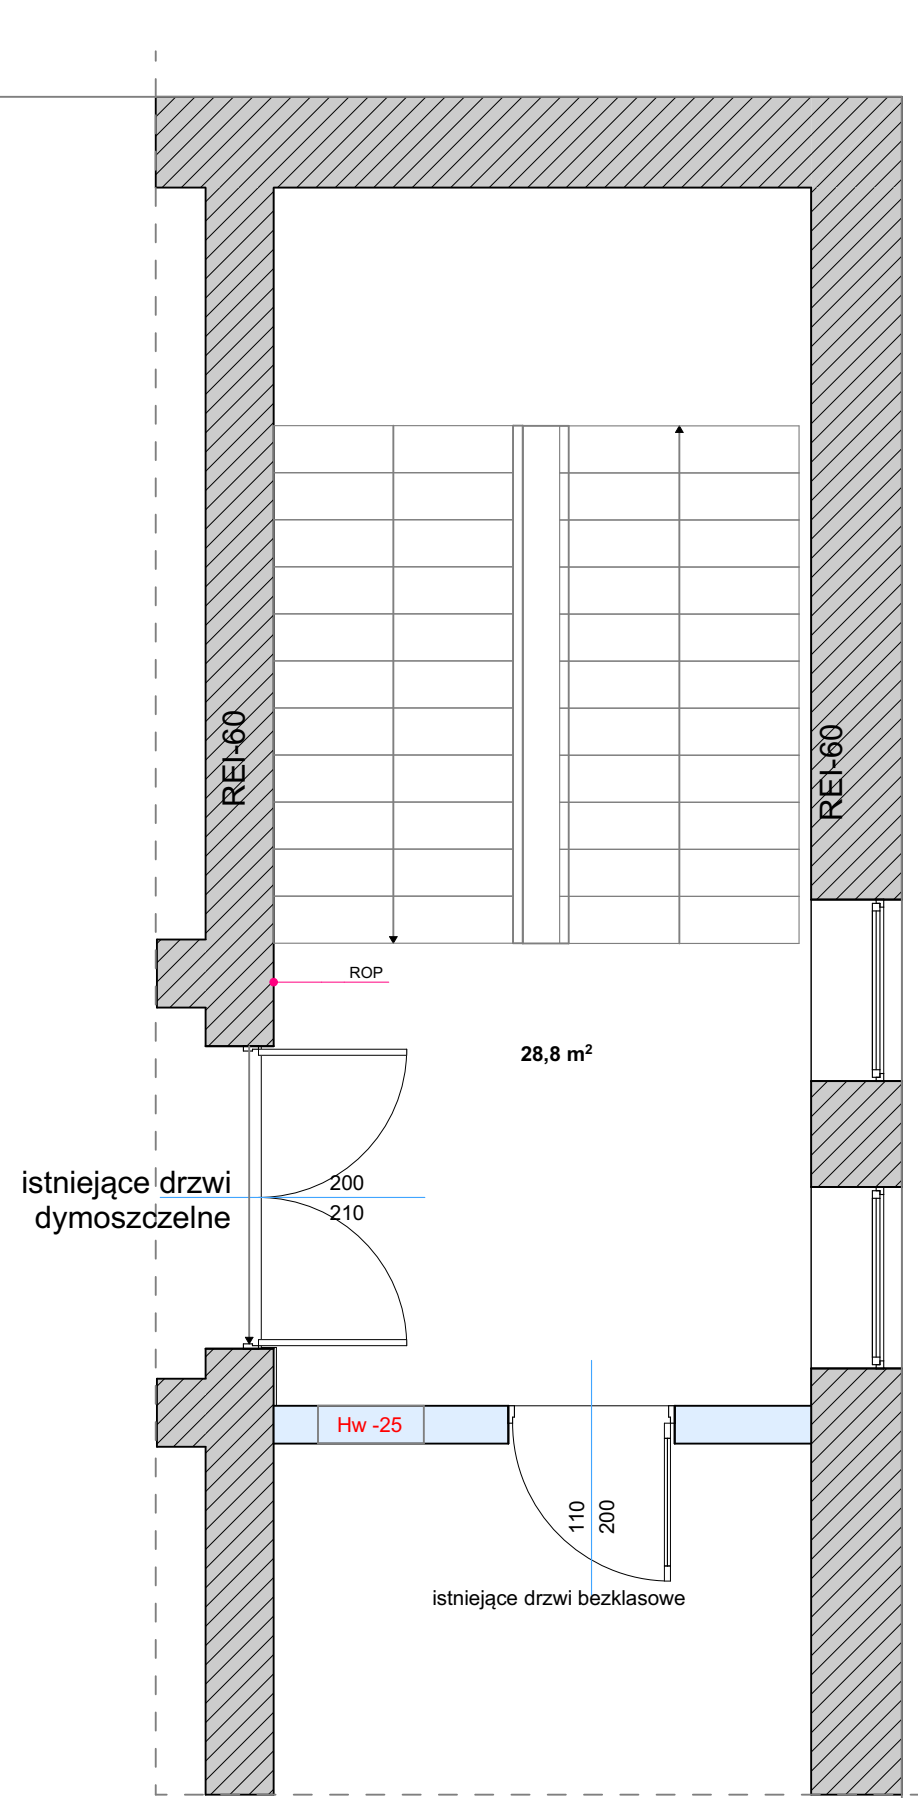 REI-60
REI-60
ROP
28,8 m²
istniejące drzwi
dymoszczelne
200
210
Hw -25
110
200
istniejące drzwi bezklasowe